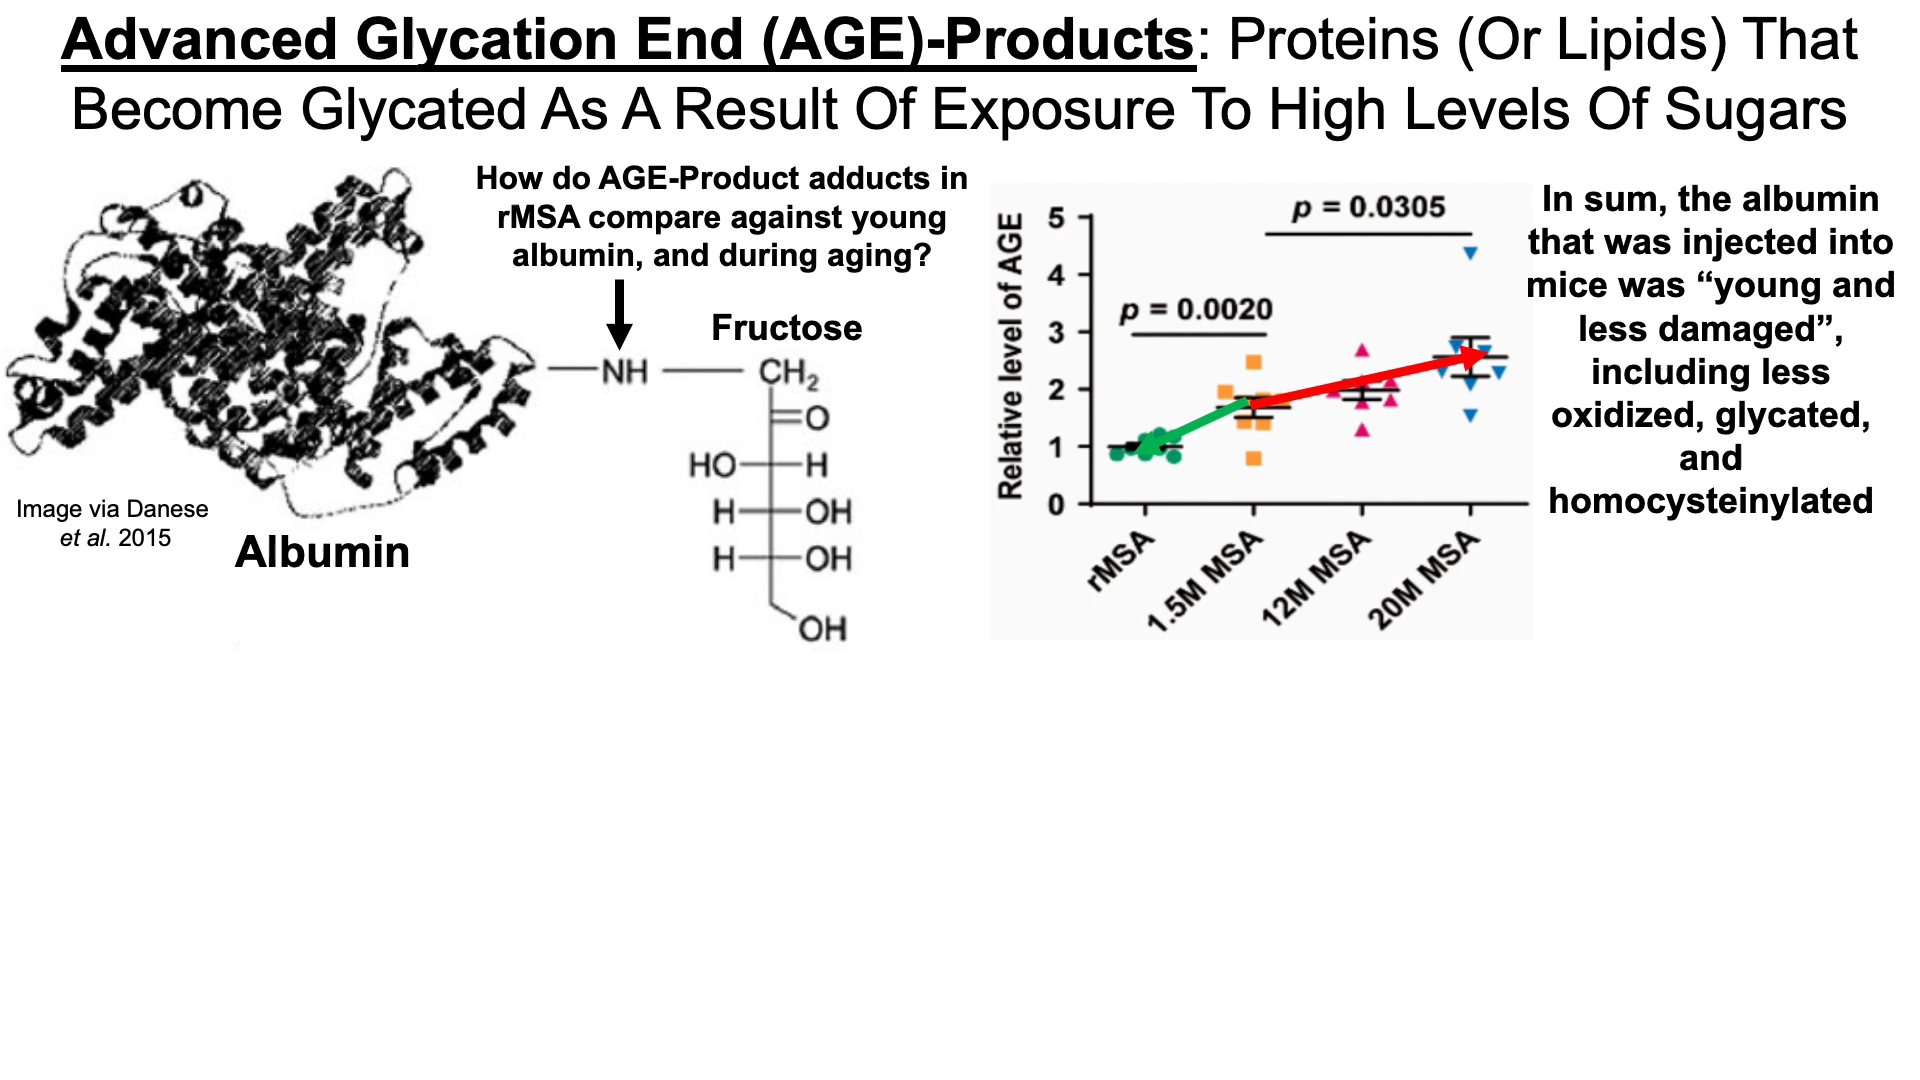 Advanced Glycation End (AGE)-Products: Proteins (Or Lipids) That
Become Glycated As A Result Of Exposure To High Levels Of Sugars
How do AGE-Product adducts in
rMSA compare against young
albumin, and during aging?
Image via Danese
et al. 2015
Albumin
Fructose
NH
CH2
O
HO
H
H
OH
H
OH
OH
Relative level of AGE
5
4
3
2
1
0
p = 0.0020
p = 0.0305
rMSA
1.5M MSA
12M MSA
20M MSA
In sum, the albumin
that was injected into
mice was “young and
less damaged”,
including less
oxidized, glycated,
and
homocysteinylated